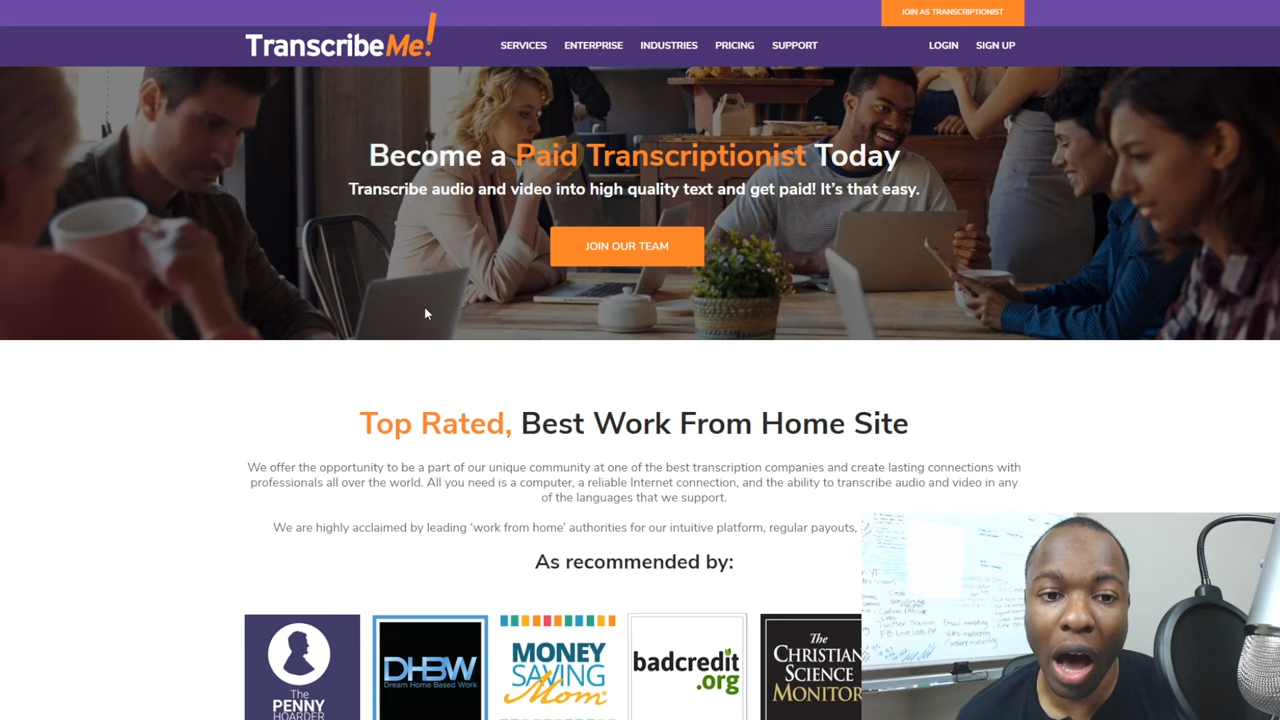 JOIN AS TRANSCRIPTIONIST
TranscribeMe!
SERVICES ENTERPRISE INDUSTRIES PRICING SUPPORT LOGIN SIGN UP
Become a Paid Transcriptionist Today
Transcribe audio and video into high quality text and get paid! It's that easy.
JOIN OUR TEAM
Top Rated, Best Work From Home Site
We offer the opportunity to be a part of our unique community at one of the best transcription companies and create lasting connections with
professionals all over the world. All you need is a computer, a reliable Internet connection, and the ability to transcribe audio and video in any
of the languages that we support.
We are highly acclaimed by leading 'work from home' authorities for our intuitive platform, regular payouts,
As recommended by:
The
PENNY
HOARDER
DHBW
Dream Home Based Work
MONEY
SAVING
Mom
badcredit
.org
The
CHRISTIAN
SCIENCE
MONITOR